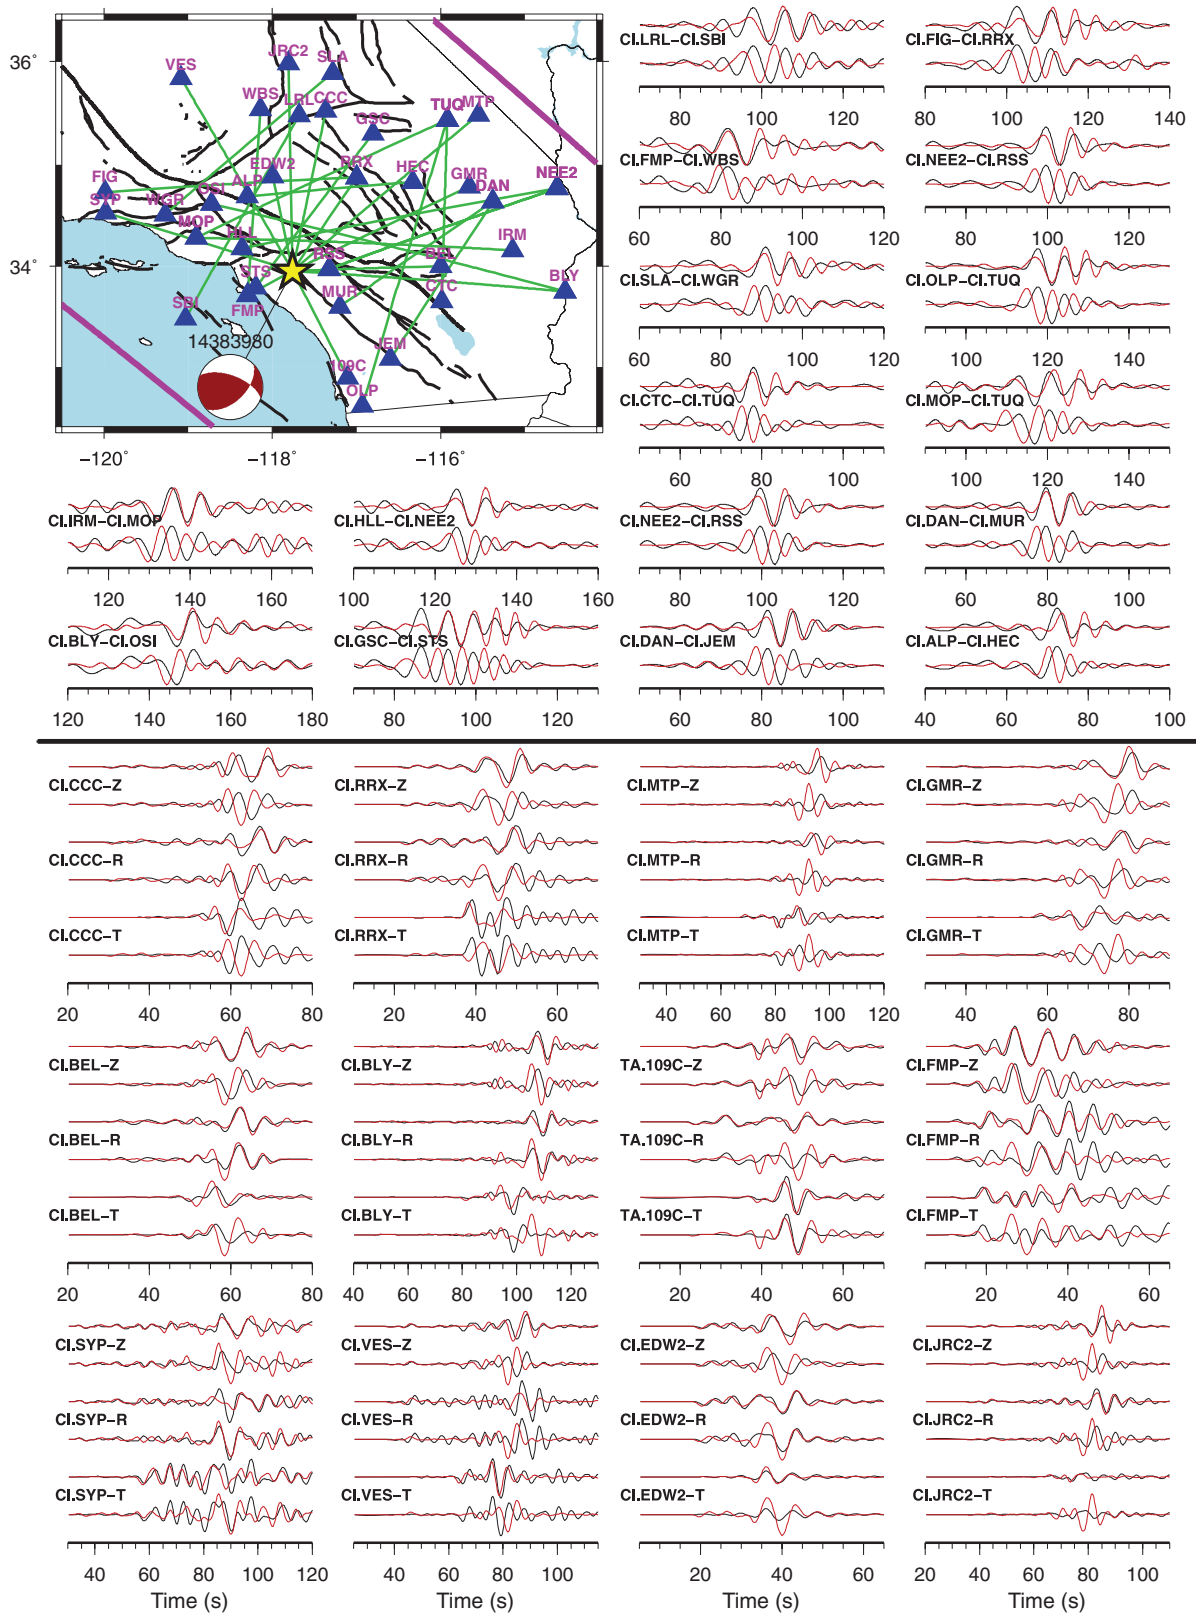 36°
34°
−120˚ −118˚ −116˚
JRC2 SLA
VES
WBS LRL CCC
TUQ MTP
GSC
EDW2 RRX HEC GMR NEE2
FIG ALP DAN
SYP WGR OSI
MOP HLL IRM
RSS BEL
STS BLY
SBI FMP MUR CTC
14383980
JEM
109C
OLP
CI.LRL−CI.SBI
80 100 120
CI.FIG−CI.RRX
80 100 120 140
CI.FMP−CI.WBS
60 80 100 120
CI.NEE2−CI.RSS
80 100 120
CI.SLA−CI.WGR
60 80 100 120
CI.OLP−CI.TUQ
100 120 140
CI.CTC−CI.TUQ
60 80 100
CI.MOP−CI.TUQ
100 120 140
CI.IRM−CI.MOP
120 140 160
CI.HLL−CI.NEE2
100 120 140 160
CI.NEE2−CI.RSS
80 100 120
CI.DAN−CI.MUR
60 80 100
CI.BLY−CI.OSI
120 140 160 180
CI.GSC−CI.STS
80 100 120
CI.DAN−CI.JEM
60 80 100
CI.ALP−CI.HEC
40 60 80 100
CI.CCC−Z
CI.CCC−R
CI.CCC−T
20 40 60 80
CI.RRX−Z
CI.RRX−R
CI.RRX−T
20 40 60
CI.MTP−Z
CI.MTP−R
CI.MTP−T
40 60 80 100 120
CI.GMR−Z
CI.GMR−R
CI.GMR−T
40 60 80
CI.BEL−Z
CI.BEL−R
CI.BEL−T
20 40 60 80
CI.BLY−Z
CI.BLY−R
CI.BLY−T
40 60 80 100 120
TA.109C−Z
TA.109C−R
TA.109C−T
20 40 60
CI.FMP−Z
CI.FMP−R
CI.FMP−T
20 40 60
CI.SYP−Z
CI.SYP−R
CI.SYP−T
40 60 80 100 120
Time (s)
CI.VES−Z
CI.VES−R
CI.VES−T
40 60 80 100
Time (s)
CI.EDW2−Z
CI.EDW2−R
CI.EDW2−T
20 40 60
Time (s)
CI.JRC2−Z
CI.JRC2−R
CI.JRC2−T
20 40 60 80 100
Time (s)